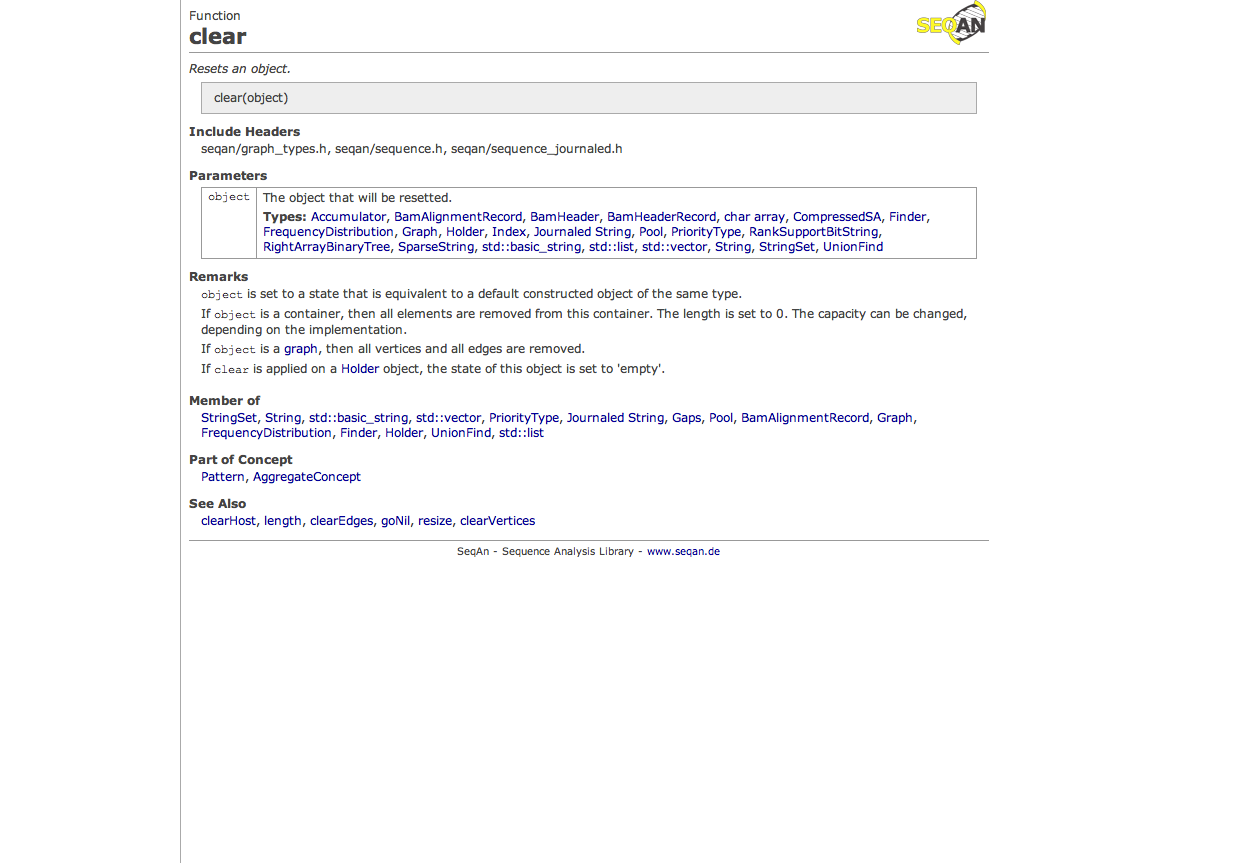 Function
SEQAN
clear
Resets an object.
clear(object)
Include Headers
seqan/graph_types.h, seqan/sequence.h, seqan/sequence_journaled.h
Parameters
object The object that will be resetted.
Types: Accumulator, BamAlignmentRecord, BamHeader, BamHeaderRecord, char array, CompressedSA, Finder,
FrequencyDistribution, Graph, Holder, Index, Journaled String, Pool, PriorityType, RankSupportBitString,
RightArrayBinaryTree, SparseString, std::basic_string, std::list, std::vector, String, StringSet, UnionFind
Remarks
object is set to a state that is equivalent to a default constructed object of the same type.
If object is a container, then all elements are removed from this container. The length is set to 0. The capacity can be changed,
depending on the implementation.
If object is a graph, then all vertices and all edges are removed.
If clear is applied on a Holder object, the state of this object is set to 'empty'.
Member of
StringSet, String, std::basic_string, std::vector, PriorityType, Journaled String, Gaps, Pool, BamAlignmentRecord, Graph,
FrequencyDistribution, Finder, Holder, UnionFind, std::list
Part of Concept
Pattern, AggregateConcept
See Also
clearHost, length, clearEdges, goNil, resize, clearVertices
SeqAn - Sequence Analysis Library - www.seqan.de